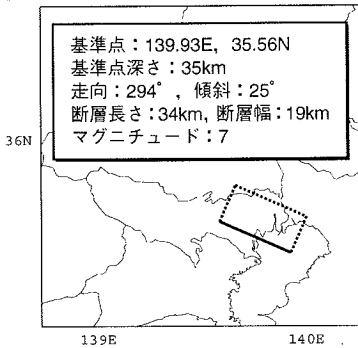 基準点：139.93E, 35.56N
基準点深さ：35km
走向：294°, 傾斜：25°
断層長さ：34km, 断層幅：19km
マグニチュード：7
36N
139E
140E